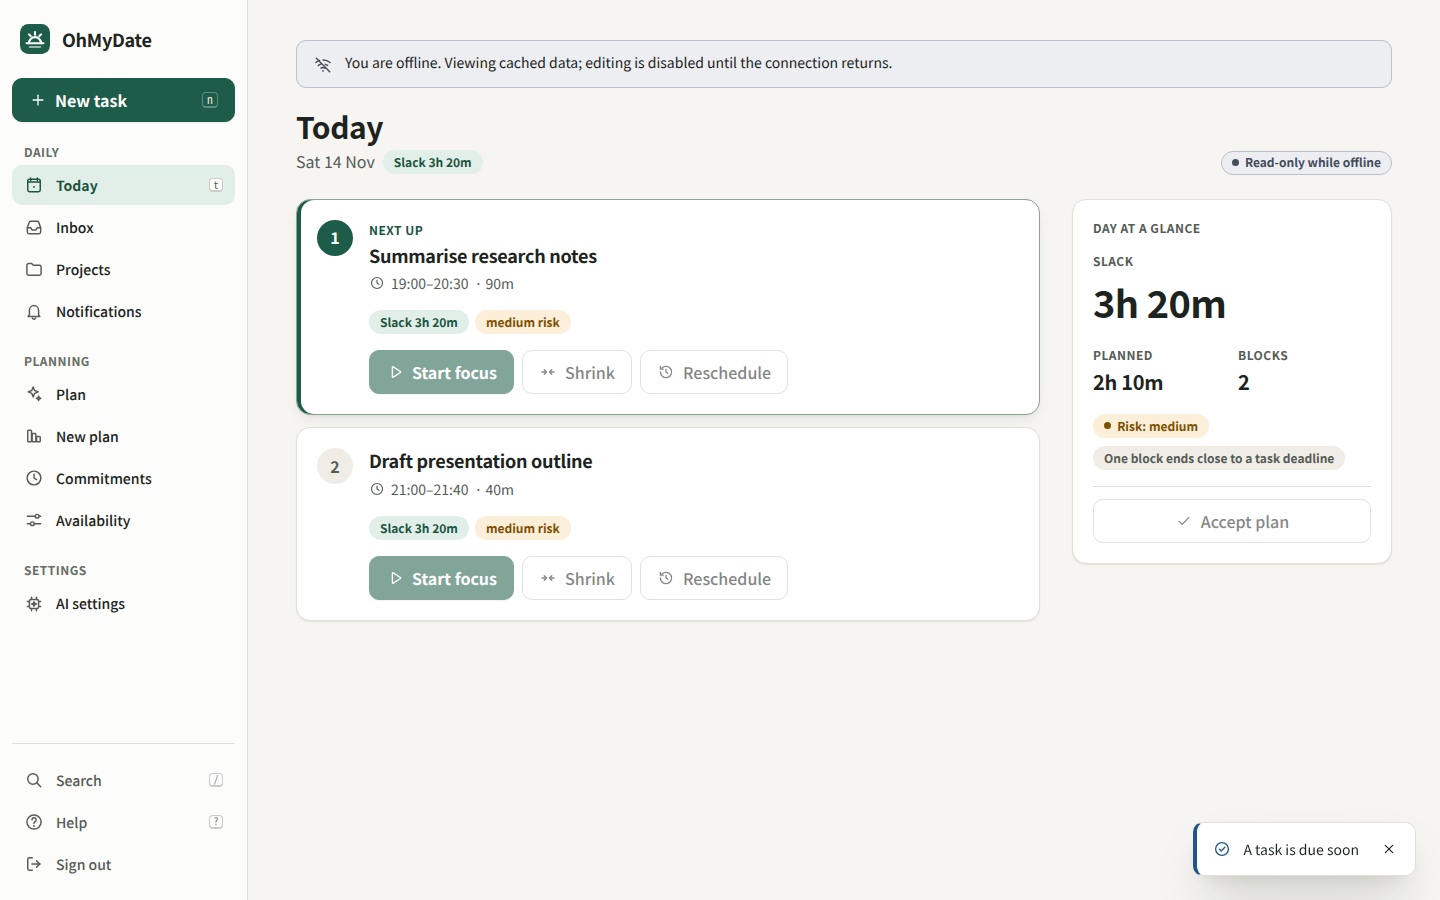 OhMyDate
New task n
DAILY
Today t
Inbox
Projects
Notifications
PLANNING
Plan
New plan
Commitments
Availability
SETTINGS
AI settings
Search /
Help ?
Sign out
You are offline. Viewing cached data; editing is disabled until the connection returns.
Today
Sat 14 Nov Slack 3h 20m
Read-only while offline
1
NEXT UP
Summarise research notes
19:00–20:30 · 90m
Slack 3h 20m medium risk
Start focus Shrink Reschedule
2
Draft presentation outline
21:00–21:40 · 40m
Slack 3h 20m medium risk
Start focus Shrink Reschedule
DAY AT A GLANCE
SLACK
3h 20m
PLANNED BLOCKS
2h 10m 2
Risk: medium
One block ends close to a task deadline
Accept plan
A task is due soon